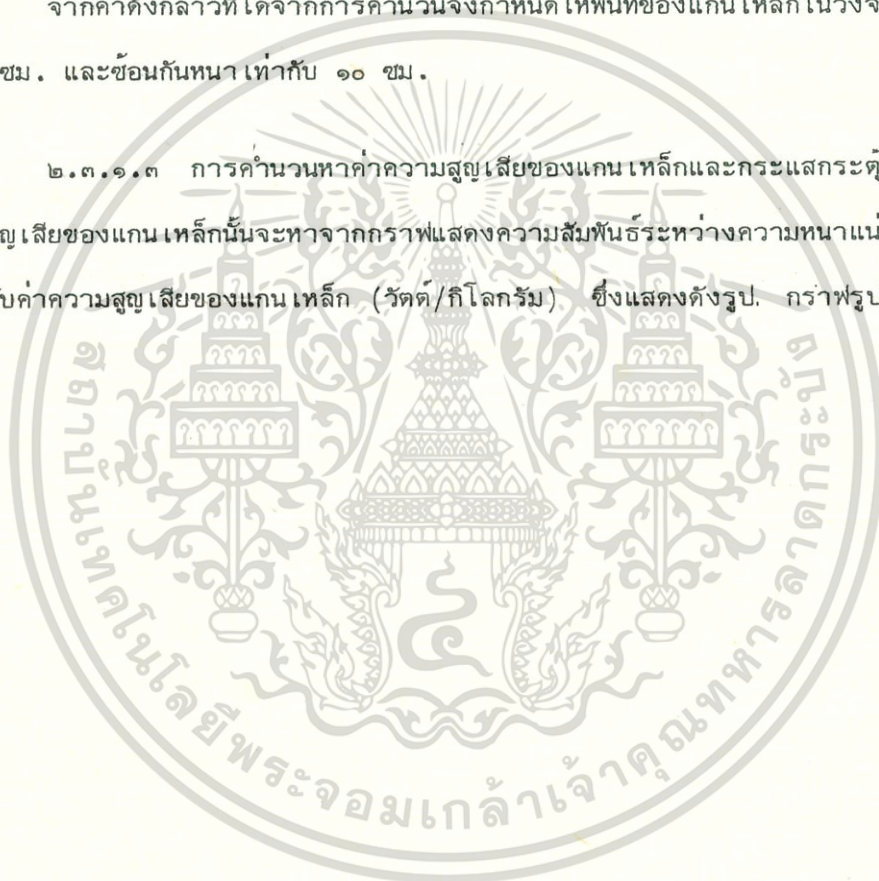 จากค่าดังกล่าวที่ได้จากการคำนวนจึงกำหนดให้พื้นที่ของแกนเหล็กในวงจ
ซม. และซ้อนกันหนาเท่ากับ ๑๐ ซม.
๒.๓.๑.๓ การคำนวนหาค่าความสูญเสียของแกนเหล็กและกระแสกระตุ้
ญเสียของแกนเหล็กนั้นจะหาจากกราฟแสดงความสัมพันธ์ระหว่างความหนาแน่
บค่าความสูญเสียของแกนเหล็ก (วัตต์/กิโลกรัม) ซึ่งแสดงดังรูป. กราฟรูป
สถาบันเทคโนโลยีพระจอมเกล้าเจ้าคุณทหารลาดกระบัง